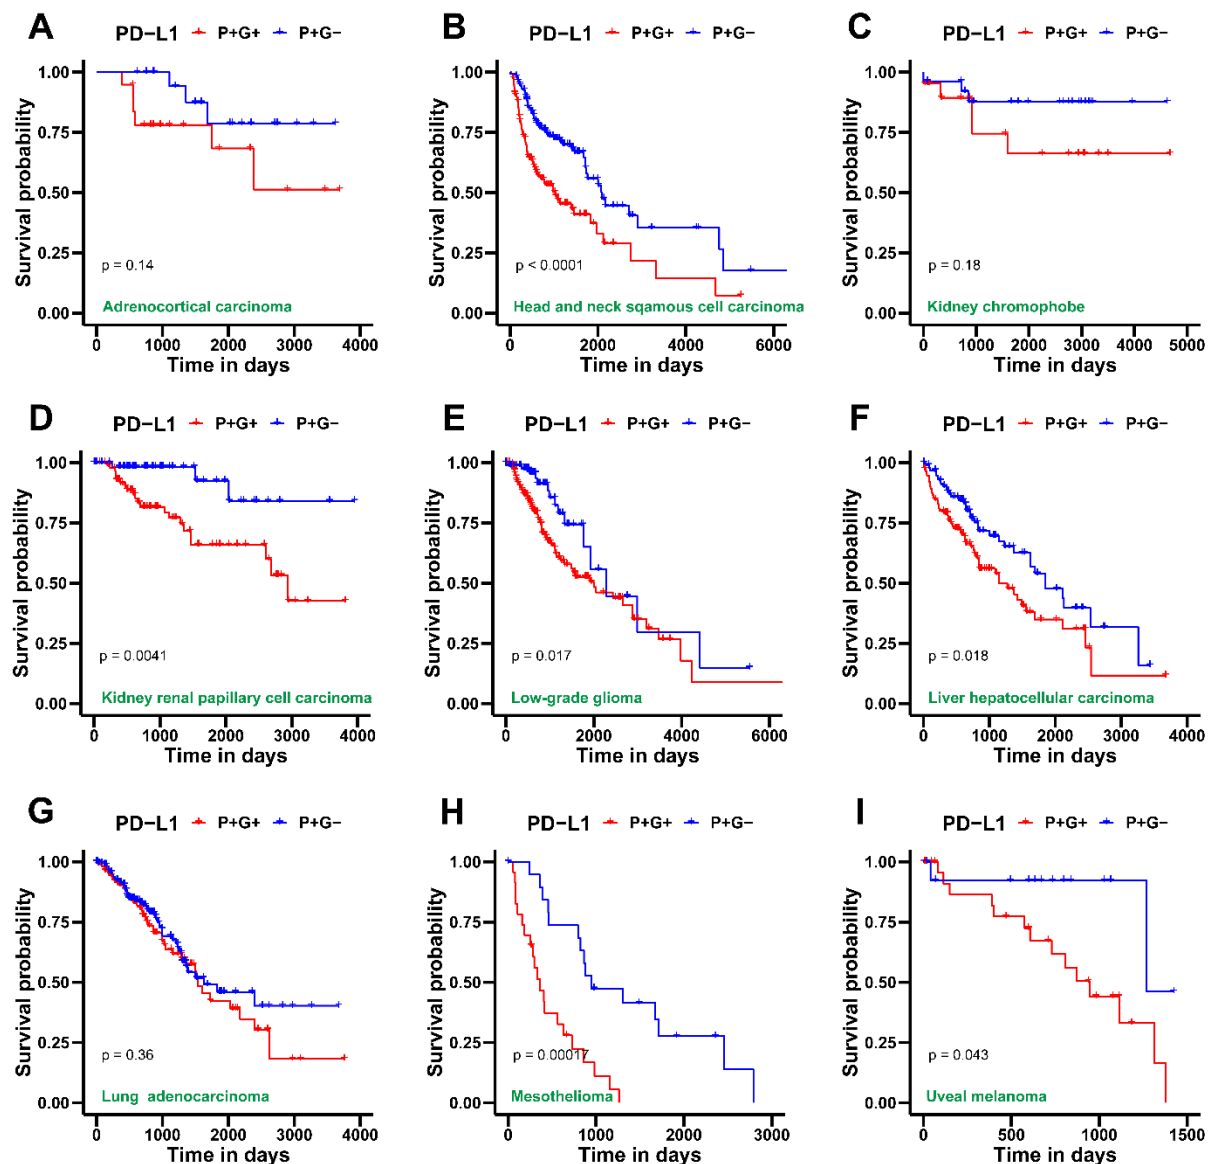 A
PD-L1 P+G+ P+G-
Survival probability
1.00
0.75
0.50
0.25
0.00
p = 0.14
Adrenocortical carcinoma
0 1000 2000 3000 4000
Time in days
B
PD-L1 P+G+ P+G-
Survival probability
1.00
0.75
0.50
0.25
0.00
p < 0.0001
Head and neck sqamous cell carcinoma
0 2000 4000 6000
Time in days
C
PD-L1 P+G+ P+G-
Survival probability
1.00
0.75
0.50
0.25
0.00
p = 0.18
Kidney chromophobe
0 1000 2000 3000 4000 5000
Time in days
D
PD-L1 P+G+ P+G-
Survival probability
1.00
0.75
0.50
0.25
0.00
p = 0.0041
Kidney renal papillary cell carcinoma
0 1000 2000 3000 4000
Time in days
E
PD-L1 P+G+ P+G-
Survival probability
1.00
0.75
0.50
0.25
0.00
p = 0.017
Low-grade glioma
0 2000 4000 6000
Time in days
F
PD-L1 P+G+ P+G-
Survival probability
1.00
0.75
0.50
0.25
0.00
p = 0.018
Liver hepatocellular carcinoma
0 1000 2000 3000 4000
Time in days
G
PD-L1 P+G+ P+G-
Survival probability
1.00
0.75
0.50
0.25
0.00
p = 0.36
Lung adenocarcinoma
0 1000 2000 3000 4000
Time in days
H
PD-L1 P+G+ P+G-
Survival probability
1.00
0.75
0.50
0.25
0.00
p = 0.00017
Mesothelioma
0 1000 2000 3000
Time in days
I
PD-L1 P+G+ P+G-
Survival probability
1.00
0.75
0.50
0.25
0.00
p = 0.043
Uveal melanoma
0 500 1000 1500
Time in days